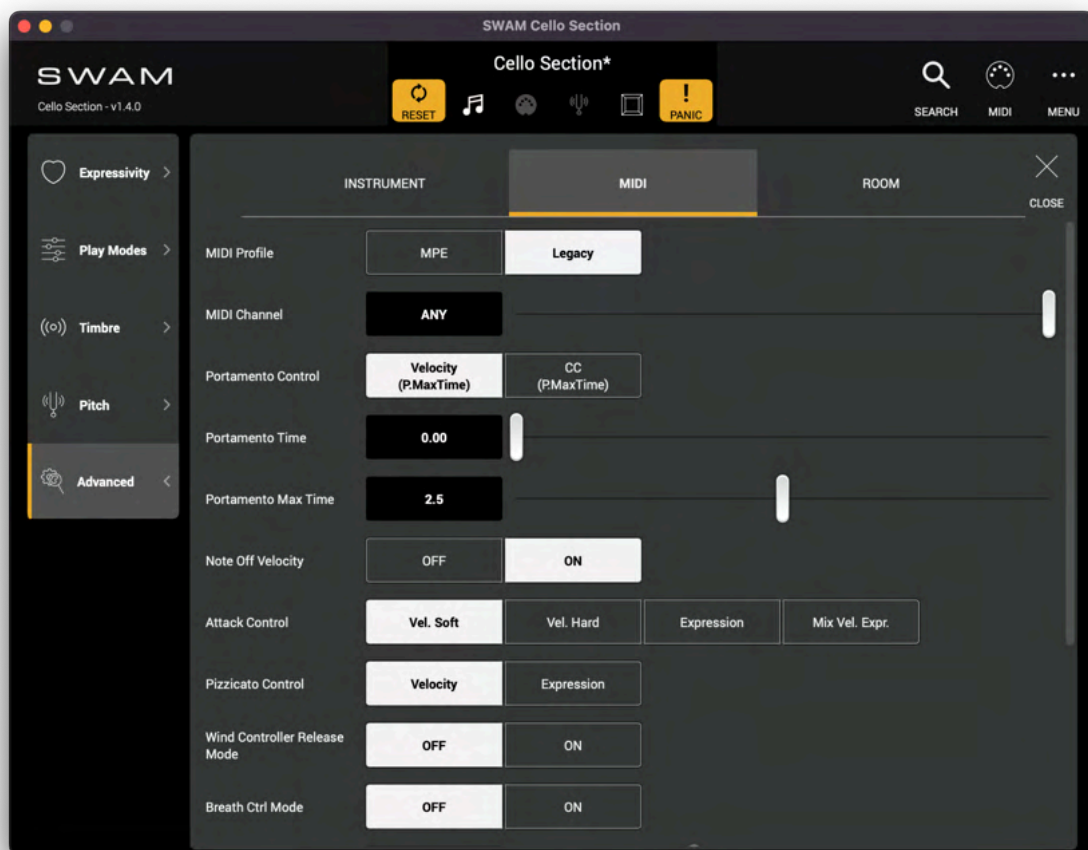 SWAM Cello Section
SWAM
Cello Section - v1.4.0
Cello Section*
RESET
PANIC
SEARCH
MIDI
MENU
Expressivity
Play Modes
Timbre
Pitch
Advanced
INSTRUMENT
MIDI
ROOM
CLOSE
MIDI Profile
MPE
Legacy
MIDI Channel
ANY
Portamento Control
Velocity
(P.MaxTime)
CC
(P.MaxTime)
Portamento Time
0.00
Portamento Max Time
2.5
Note Off Velocity
OFF
ON
Attack Control
Vel. Soft
Vel. Hard
Expression
Mix Vel. Expr.
Pizzicato Control
Velocity
Expression
Wind Controller Release
Mode
OFF
ON
Breath Ctrl Mode
OFF
ON